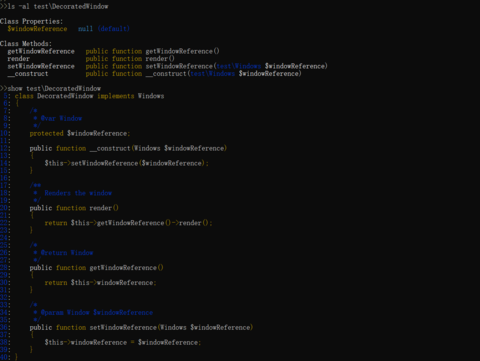 >>ls -al test\DecoratedWindow
Class Properties:
$windowReference null (default)
Class Methods:
getWindowReference public function getWindowReference()
render public function render()
setWindowReference public function setWindowReference(test\Windows $windowReference)
__construct public function __construct(test\Windows $windowReference)
>>show test\DecoratedWindow
5: class DecoratedWindow implements Windows
6: {
7: /*
8: * @var Window
9: */
10: protected $windowReference;
11:
12: public function __construct(Windows $windowReference)
13: {
14: $this->setWindowReference($windowReference);
15: }
16:
17: /**
18: * Renders the window
19: */
20: public function render()
21: {
22: return $this->getWindowReference()->render();
23: }
24:
25: /*
26: * @return Window
27: */
28: public function getWindowReference()
29: {
30: return $this->windowReference;
31: }
32:
33: /*
34: * @param Window $windowReference
35: */
36: public function setWindowReference(Windows $windowReference)
37: {
38: $this->windowReference = $windowReference;
39: }
40: }